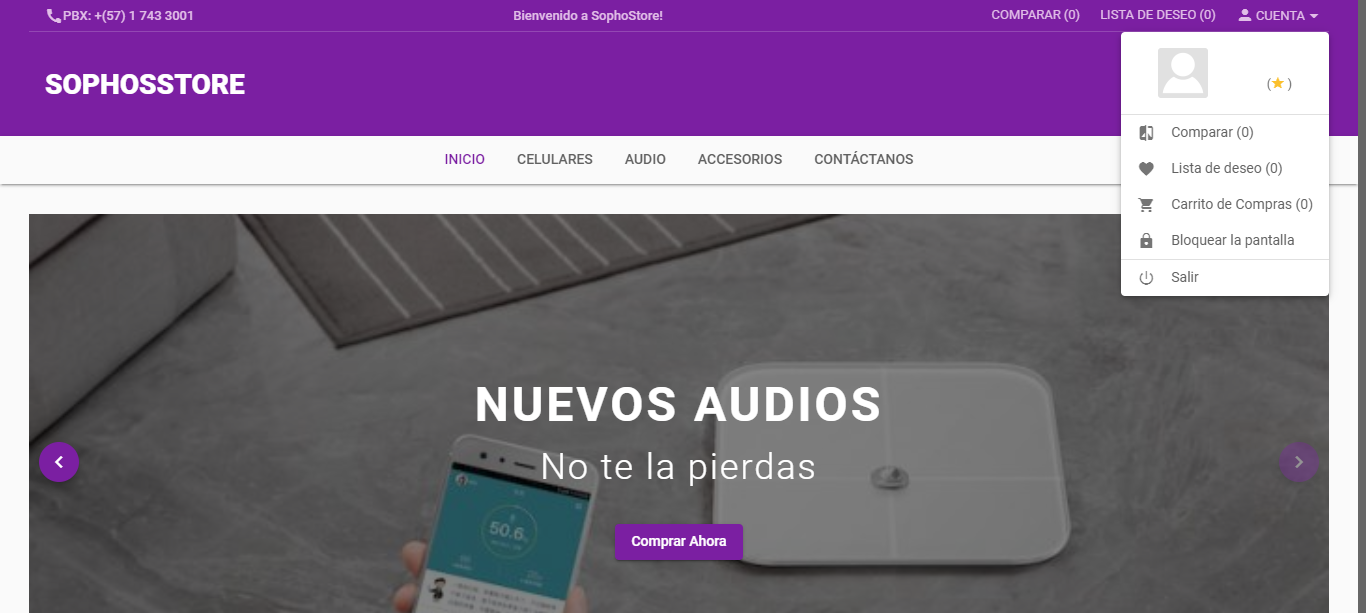 PBX: +(57) 1 743 3001
Bienvenido a SophoStore!
COMPARAR (0)
LISTA DE DESEO (0)
CUENTA
SOPHOSSTORE
( )
Comparar (0)
Lista de deseo (0)
Carrito de Compras (0)
Bloquear la pantalla
Salir
INICIO
CELULARES
AUDIO
ACCESORIOS
CONTÁCTANOS
NUEVOS AUDIOS
No te la pierdas
50.6
Comprar Ahora